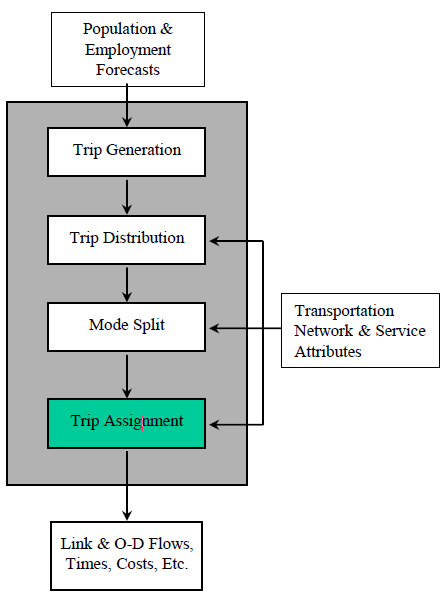 Population &
Employment
Forecasts
Trip Generation
Trip Distribution
Mode Split
Transportation
Network & Service
Attributes
Trip Assignment
Link & O-D Flows,
Times, Costs, Etc.